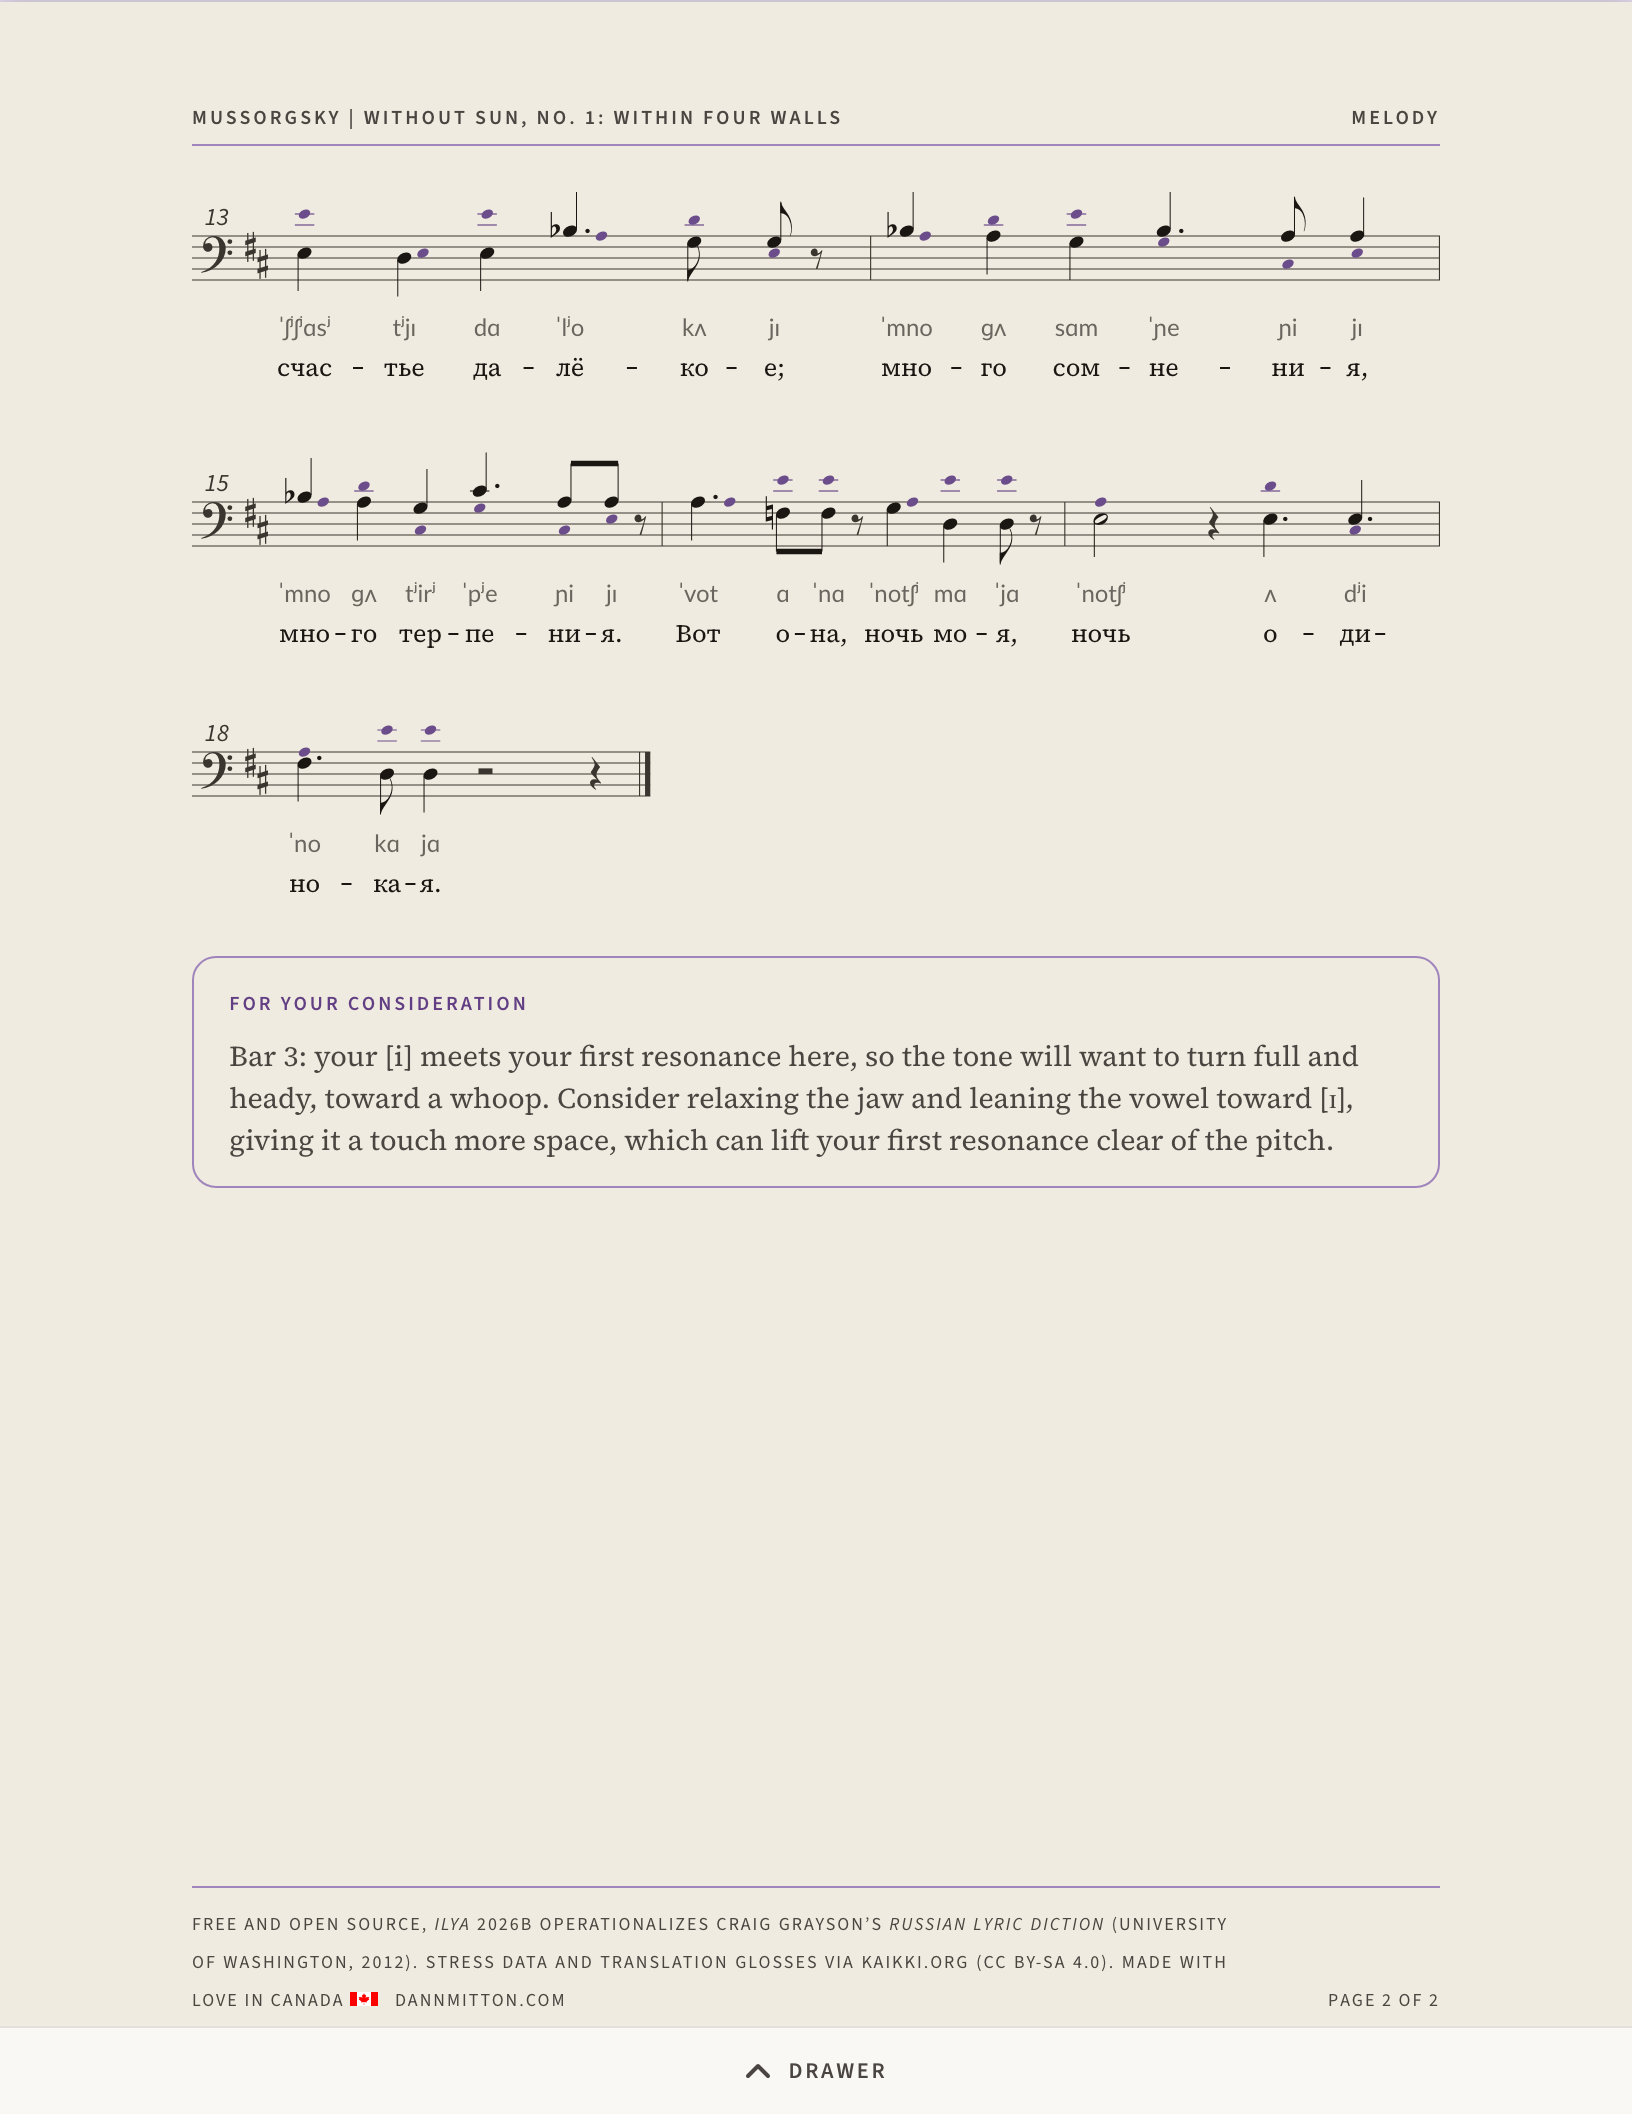 MUSSORGSKY | WITHOUT SUN, NO. 1: WITHIN FOUR WALLS
MELODY
13
ˈʃʲʃʲasʲ tʲjɪ da ˈlʲo kʌ jɪ ˈmno gʌ sam ˈɲe ɲi jɪ
счас – тье да – лё – ко – е; мно – го сом – не – ни – я,
15
ˈmno gʌ tʲirʲ ˈpʲe ɲi jɪ ˈvot a ˈna ˈnotʃʲ ma ˈja ˈnotʃʲ ʌ dʲi
мно – го тер – пе – ни – я. Вот о – на, ночь мо – я, ночь о – ди –
18
ˈno ka ja
но – ка – я.
FOR YOUR CONSIDERATION
Bar 3: your [i] meets your first resonance here, so the tone will want to turn full and
heady, toward a whoop. Consider relaxing the jaw and leaning the vowel toward [ɪ],
giving it a touch more space, which can lift your first resonance clear of the pitch.
FREE AND OPEN SOURCE, ILYA 2026B OPERATIONALIZES CRAIG GRAYSON’S RUSSIAN LYRIC DICTION (UNIVERSITY
OF WASHINGTON, 2012). STRESS DATA AND TRANSLATION GLOSSES VIA KAIKKI.ORG (CC BY-SA 4.0). MADE WITH
LOVE IN CANADA 🇨🇦 DANNMITTON.COM
PAGE 2 OF 2
DRAWER